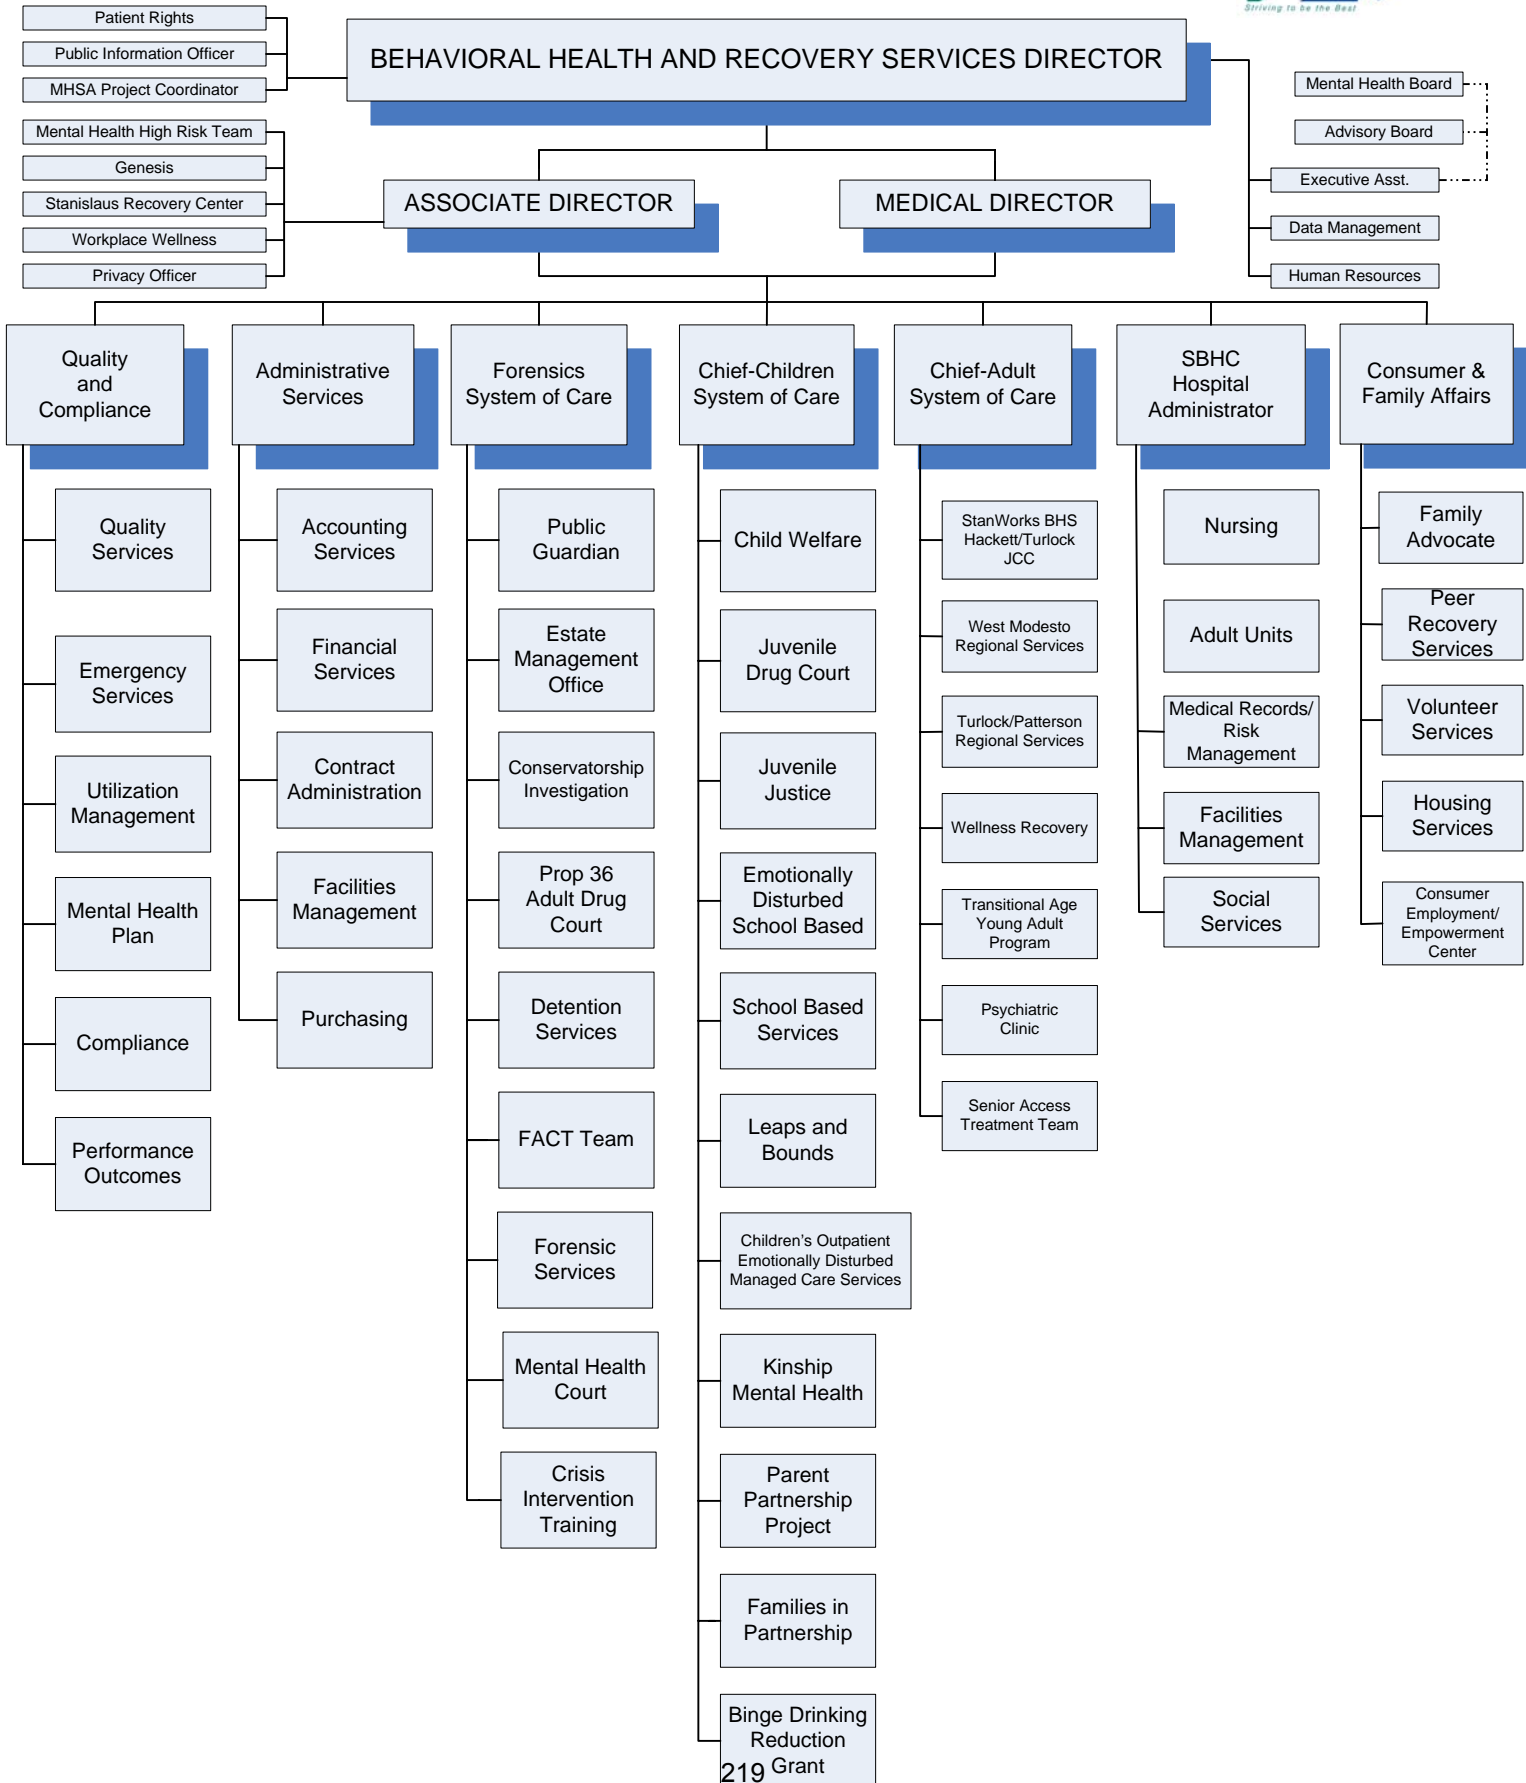 Striving to be the Best
Patient Rights
Public Information Officer
MHSA Project Coordinator
BEHAVIORAL HEALTH AND RECOVERY SERVICES DIRECTOR
Mental Health Board
Advisory Board
Executive Asst.
Data Management
Human Resources
Mental Health High Risk Team
Genesis
Stanislaus Recovery Center
Workplace Wellness
Privacy Officer
ASSOCIATE DIRECTOR
MEDICAL DIRECTOR
Quality
and
Compliance
Quality
Services
Emergency
Services
Utilization
Management
Mental Health
Plan
Compliance
Performance
Outcomes
Administrative
Services
Accounting
Services
Financial
Services
Contract
Administration
Facilities
Management
Purchasing
Forensics
System of Care
Public
Guardian
Estate
Management
Office
Conservatorship
Investigation
Prop 36
Adult Drug
Court
Detention
Services
FACT Team
Forensic
Services
Mental Health
Court
Crisis
Intervention
Training
Chief-Children
System of Care
Child Welfare
Juvenile
Drug Court
Juvenile
Justice
Emotionally
Disturbed
School Based
School Based
Services
Leaps and
Bounds
Children's Outpatient
Emotionally Disturbed
Managed Care Services
Kinship
Mental Health
Parent
Partnership
Project
Families in
Partnership
Binge Drinking
Reduction
Grant
Chief-Adult
System of Care
StanWorks BHS
Hackett/Turlock
JCC
West Modesto
Regional Services
Turlock/Patterson
Regional Services
Wellness Recovery
Transitional Age
Young Adult
Program
Psychiatric
Clinic
Senior Access
Treatment Team
SBHC
Hospital
Administrator
Nursing
Adult Units
Medical Records/
Risk
Management
Facilities
Management
Social
Services
Consumer &
Family Affairs
Family
Advocate
Peer
Recovery
Services
Volunteer
Services
Housing
Services
Consumer
Employment/
Empowerment
Center
219